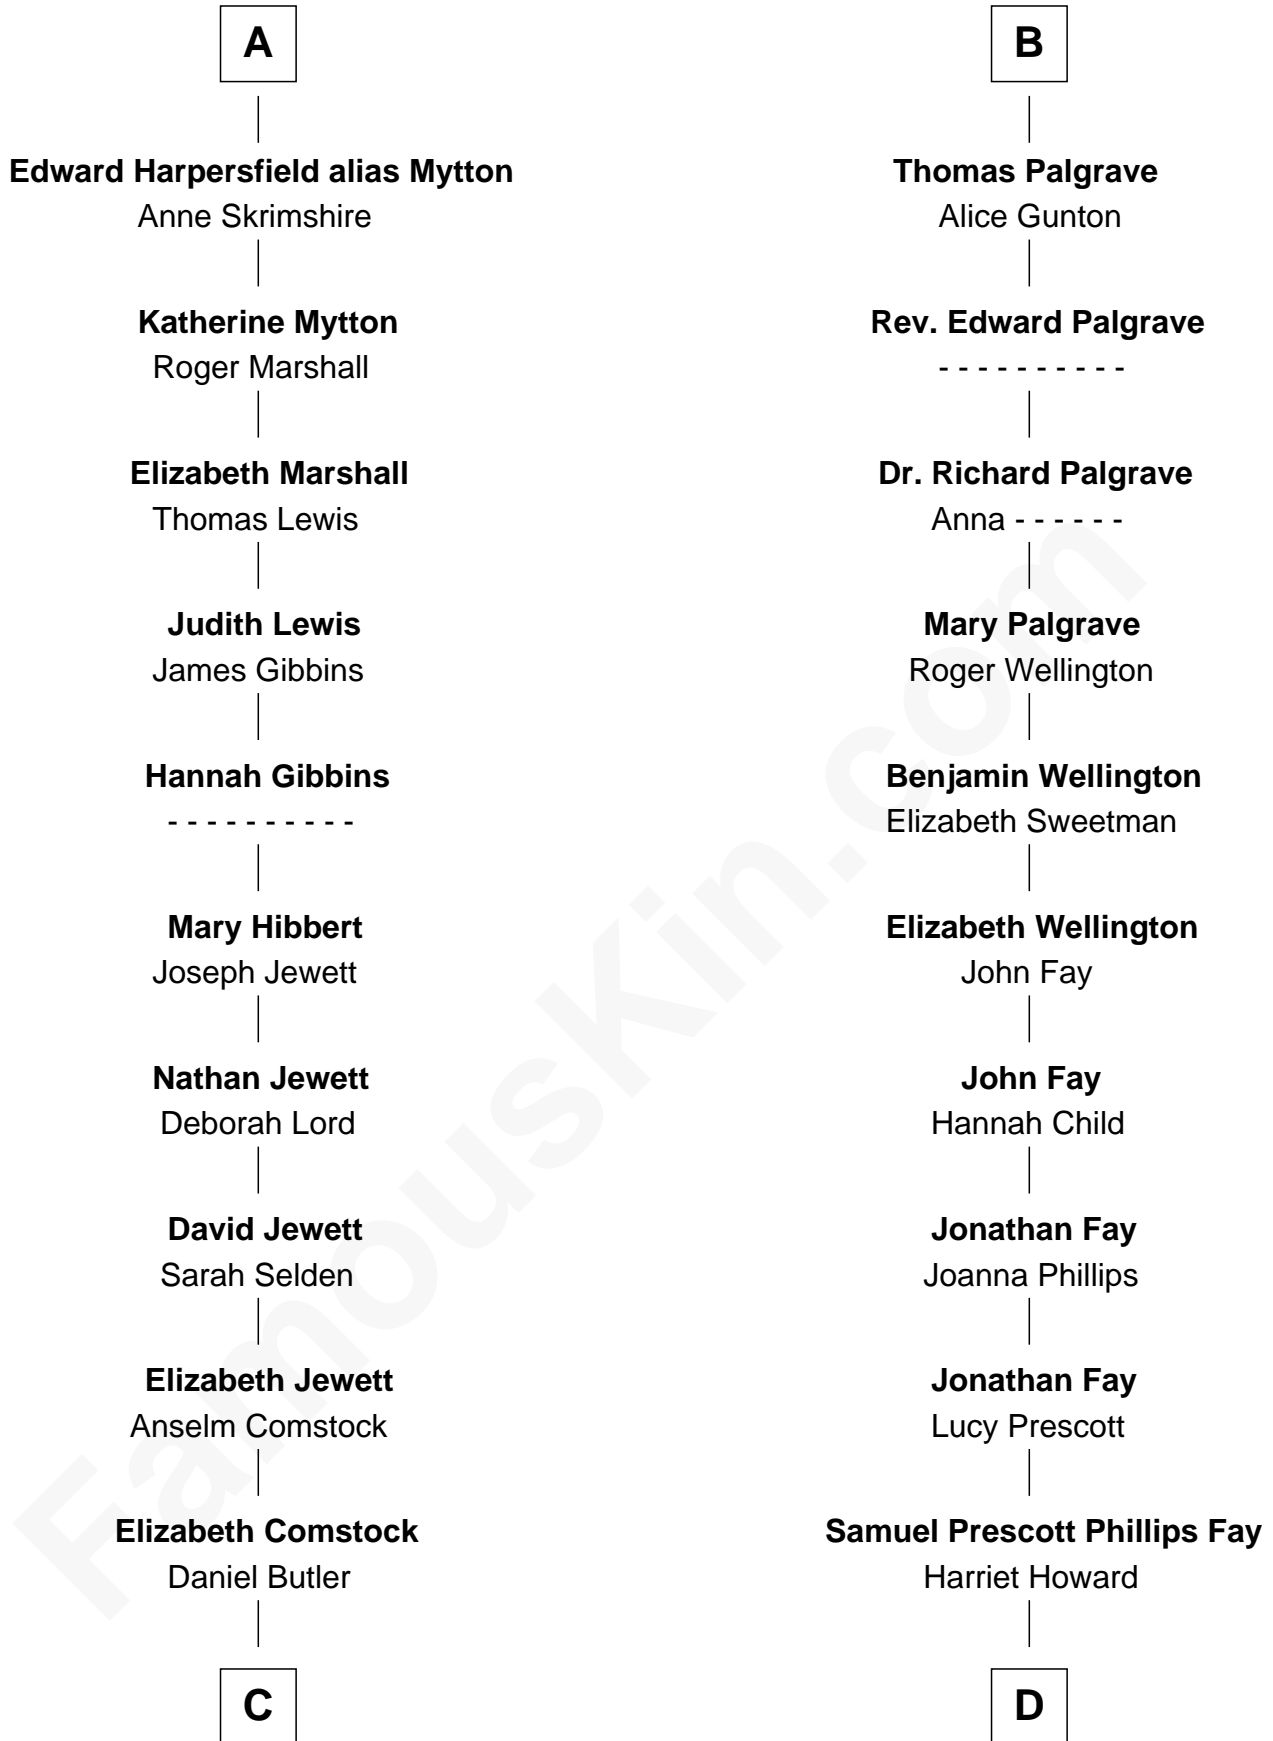 A
Edward Harpersfield alias Mytton
Anne Skrimshire
Katherine Mytton
Roger Marshall
Elizabeth Marshall
Thomas Lewis
Judith Lewis
James Gibbins
Hannah Gibbins
- - - - - - - - - -
Mary Hibbert
Joseph Jewett
Nathan Jewett
Deborah Lord
David Jewett
Sarah Selden
Elizabeth Jewett
Anselm Comstock
Elizabeth Comstock
Daniel Butler
C
B
Thomas Palgrave
Alice Gunton
Rev. Edward Palgrave
- - - - - - - - - -
Dr. Richard Palgrave
Anna - - - - - -
Mary Palgrave
Roger Wellington
Benjamin Wellington
Elizabeth Sweetman
Elizabeth Wellington
John Fay
John Fay
Hannah Child
Jonathan Fay
Joanna Phillips
Jonathan Fay
Lucy Prescott
Samuel Prescott Phillips Fay
Harriet Howard
D
FamousKin.com